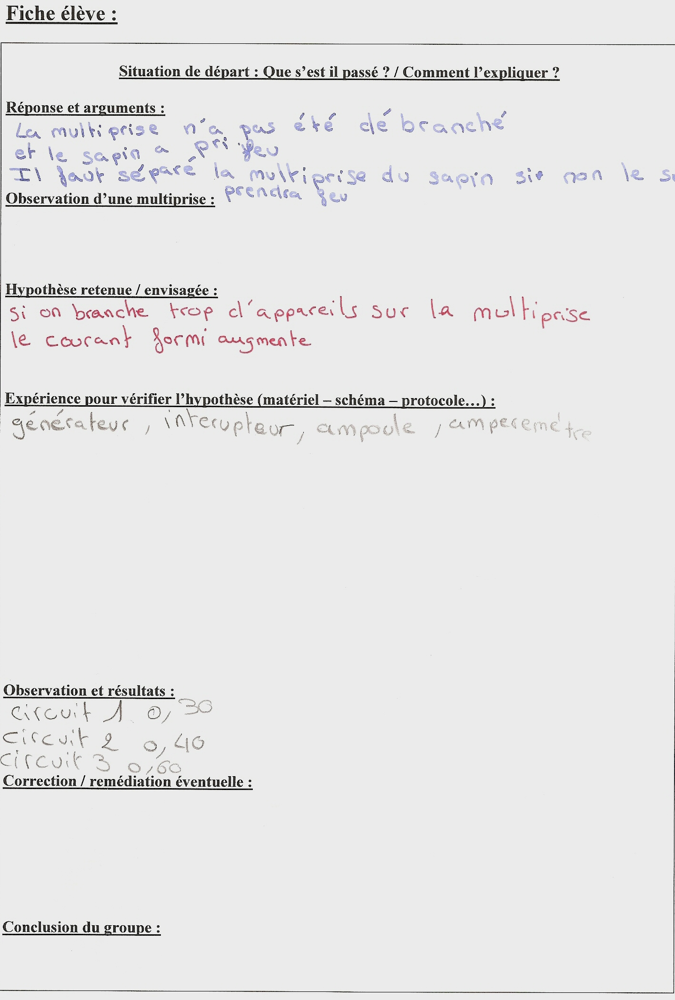 Fiche élève :
Situation de départ : Que s'est il passé ? / Comment l'expliquer ?
Réponse et arguments :
La multiprise n'a pas été débranché
et le sapin a pri feu
Il faut séparé la multiprise du sapin si non le
prendra feu
Observation d'une multiprise :
Hypothèse retenue / envisagée :
si on branche trop d'appareils sur la multiprise
le courant formi augmente
Expérience pour vérifier l'hypothèse (matériel – schéma – protocole…) :
générateur, interupteur, ampoule, amperemétre
Observation et résultats :
circuit 1 0,30
circuit 2 0,40
circuit 3 0,60
Correction / remédiation éventuelle :
Conclusion du groupe :